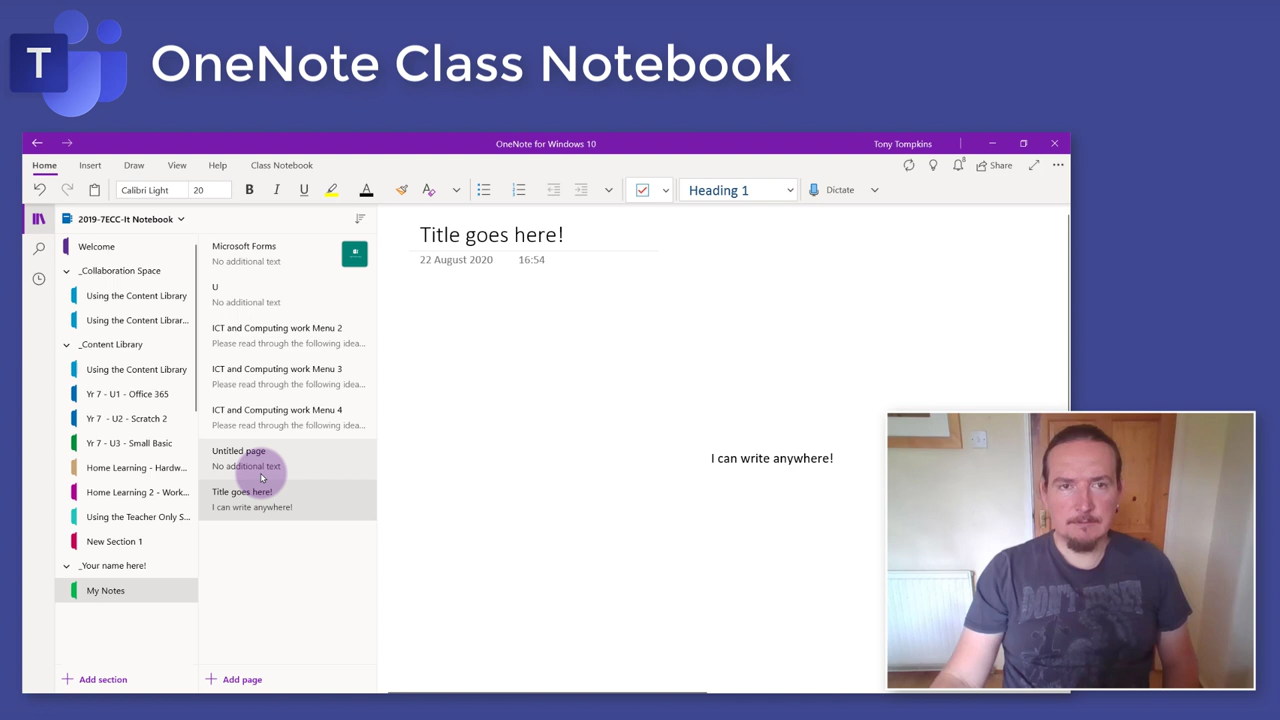 T
OneNote Class Notebook
OneNote for Windows 10
Tony Tompkins
Home Insert Draw View Help Class Notebook
8
Share
Calibri Light 20 B I U A Heading 1 Dictate
2019-7ECC-It Notebook
Welcome
_Collaboration Space
Using the Content Library
Using the Content Librar...
_Content Library
Using the Content Library
Yr 7 - U1 - Office 365
Yr 7 - U2 - Scratch 2
Yr 7 - U3 - Small Basic
Home Learning - Hardw...
Home Learning 2 - Work...
Using the Teacher Only S...
New Section 1
_Your name here!
My Notes
Add section
Microsoft Forms
No additional text
U
No additional text
ICT and Computing work Menu 2
Please read through the following idea...
ICT and Computing work Menu 3
Please read through the following idea...
ICT and Computing work Menu 4
Please read through the following idea...
Untitled page
No additional text
Title goes here!
I can write anywhere!
Add page
Title goes here!
22 August 2020 16:54
I can write anywhere!